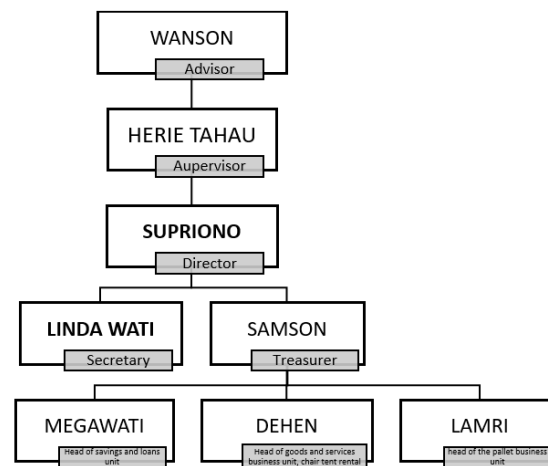 WANSON
Advisor
HERIE TAHAU
Aupervisor
SUPRIONO
Director
LINDA WATI
Secretary
SAMSON
Treasurer
MEGAWATI
Head of savings and loans
unit
DEHEN
Head of goods and services
business unit, chair tent rental
LAMRI
head of the pallet business
unit